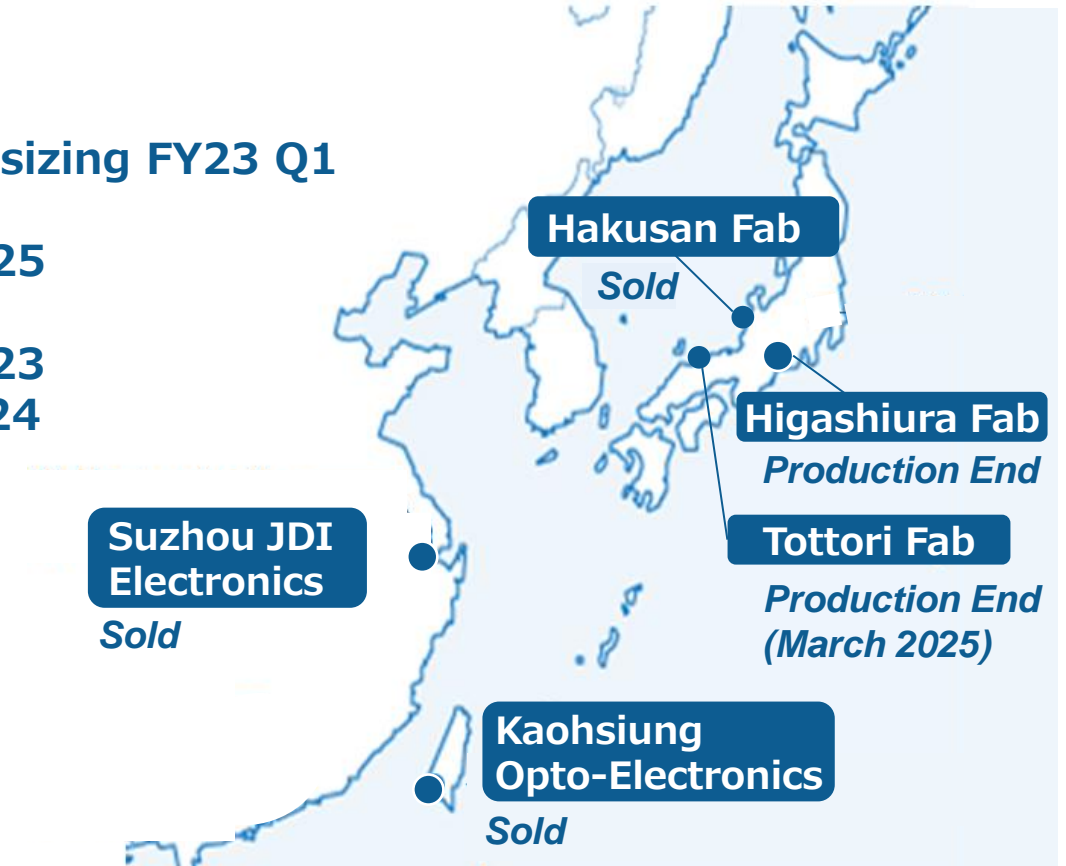 sizing FY23 Q1
25
23
24
Hakusan Fab
Sold
Higashiura Fab
Production End
Suzhou JDI
Electronics
Sold
Tottori Fab
Production End
(March 2025)
Kaohsiung
Opto-Electronics
Sold